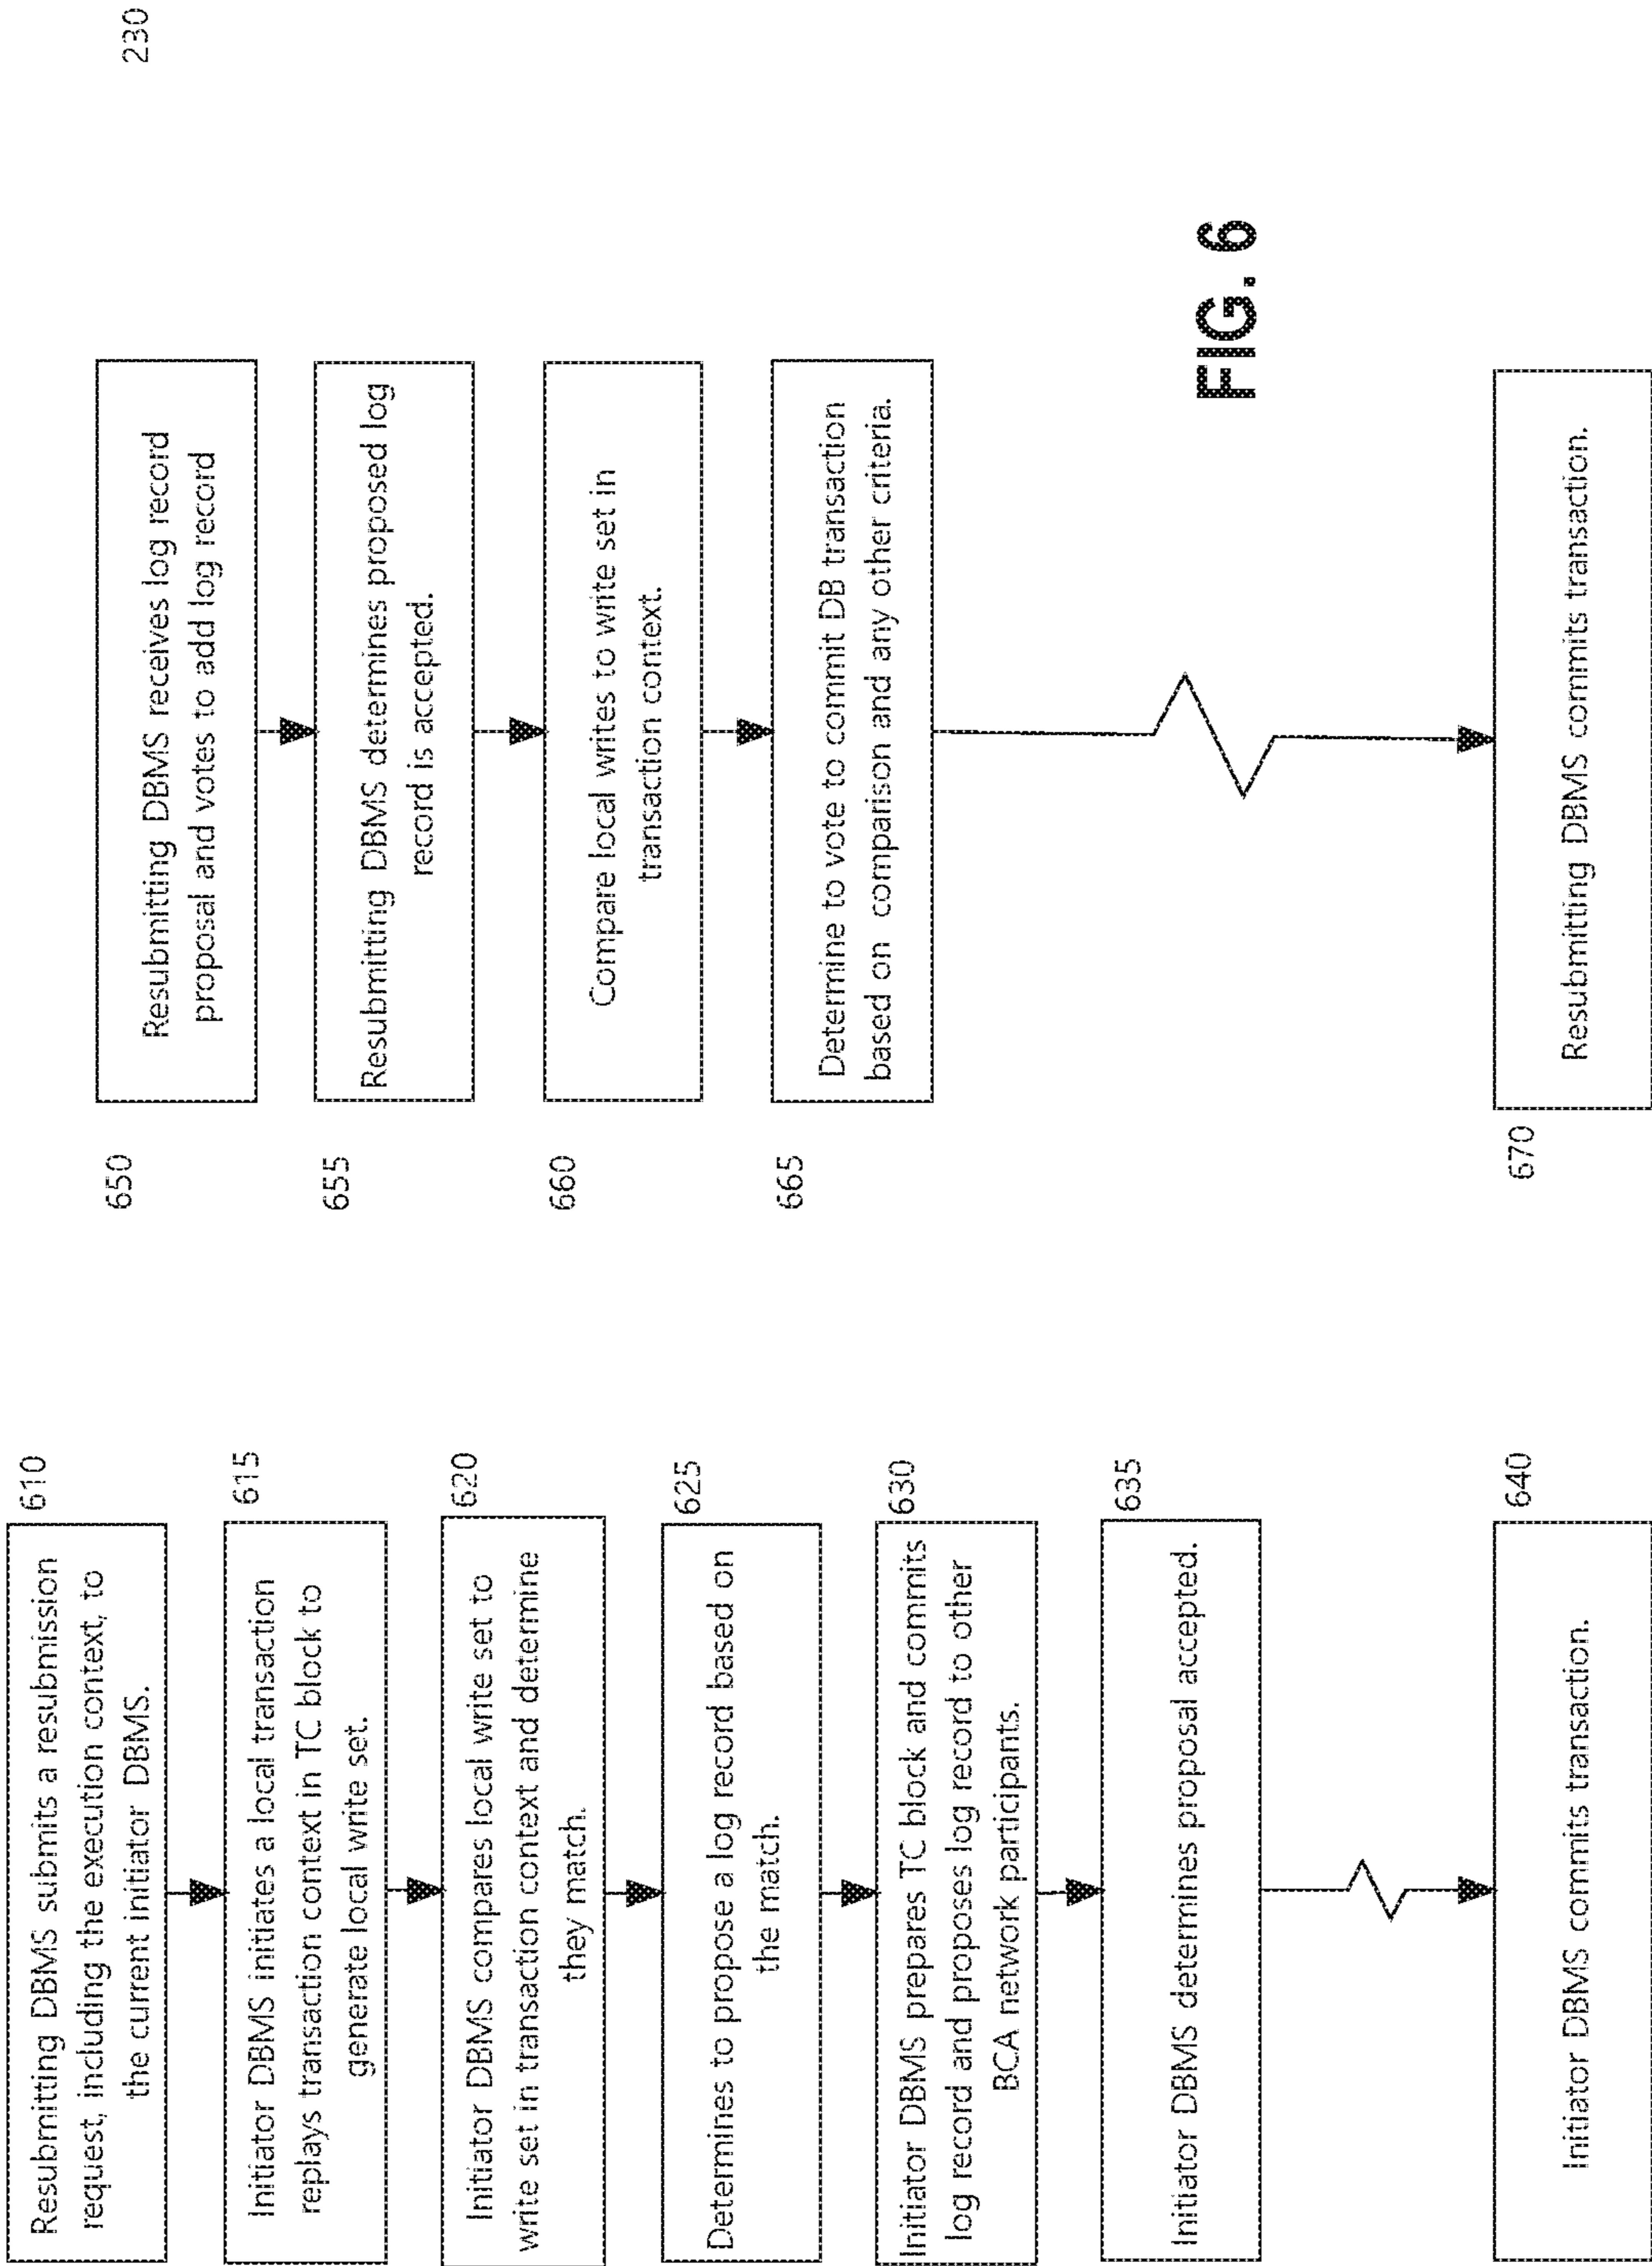 230
610
Resubmitting DBMS submits a resubmission
request, including the execution context, to
the current initiator DBMS.
615
Initiator DBMS initiates a local transaction
replays transaction context in TC block to
generate local write set.
620
Initiator DBMS compares local write set to
write set in transaction context and determine
they match.
625
Determines to propose a log record based on
the match.
630
Initiator DBMS prepares TC block and commits
log record and proposes log record to other
BCA network participants.
635
Initiator DBMS determines proposal accepted.
640
Initiator DBMS commits transaction.
650
Resubmitting DBMS receives log record
proposal and votes to add log record
655
Resubmitting DBMS determines proposed log
record is accepted.
660
Compare local writes to write set in
transaction context.
665
Determine to vote to commit DB transaction
based on comparison and any other criteria.
670
Resubmitting DBMS commits transaction.
FIG. 6